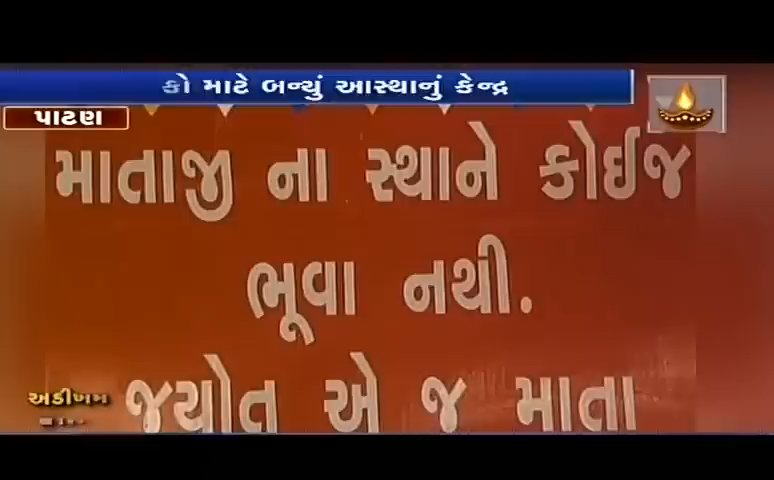 કો માટે બન્યું આસ્થાનું કેન્દ્ર
પાટણ
માતાજી ના સ્થાને કોઈજ
ભૂવા નથી.
જયોત એ જ માતા
અડીખમ